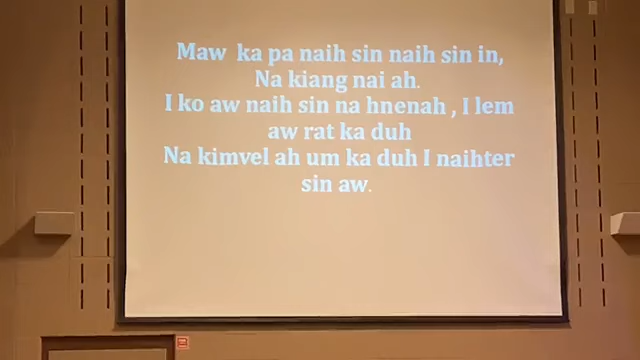 Maw ka pa naih sin naih sin in,
Na kiang nai ah.
I ko aw naih sin na hnenah , I lem
aw rat ka duh
Na kimvel ah um ka duh I naihter
sin aw.